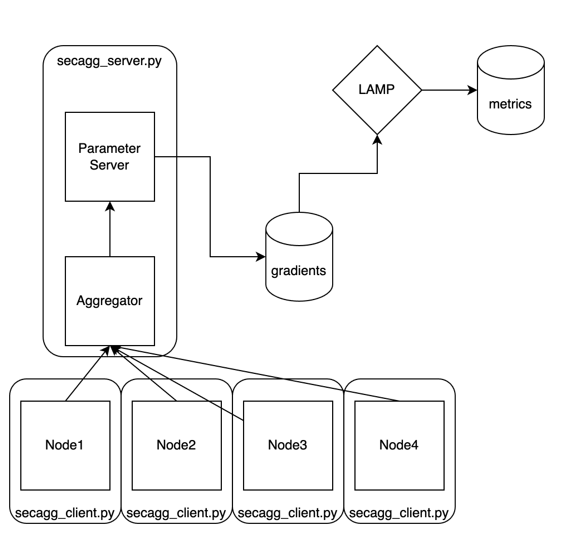 secagg_server.py
LAMP
metrics
Parameter
Server
gradients
Aggregator
Node1
Node2
Node3
Node4
secagg_client.py
secagg_client.py
secagg_client.py
secagg_client.py